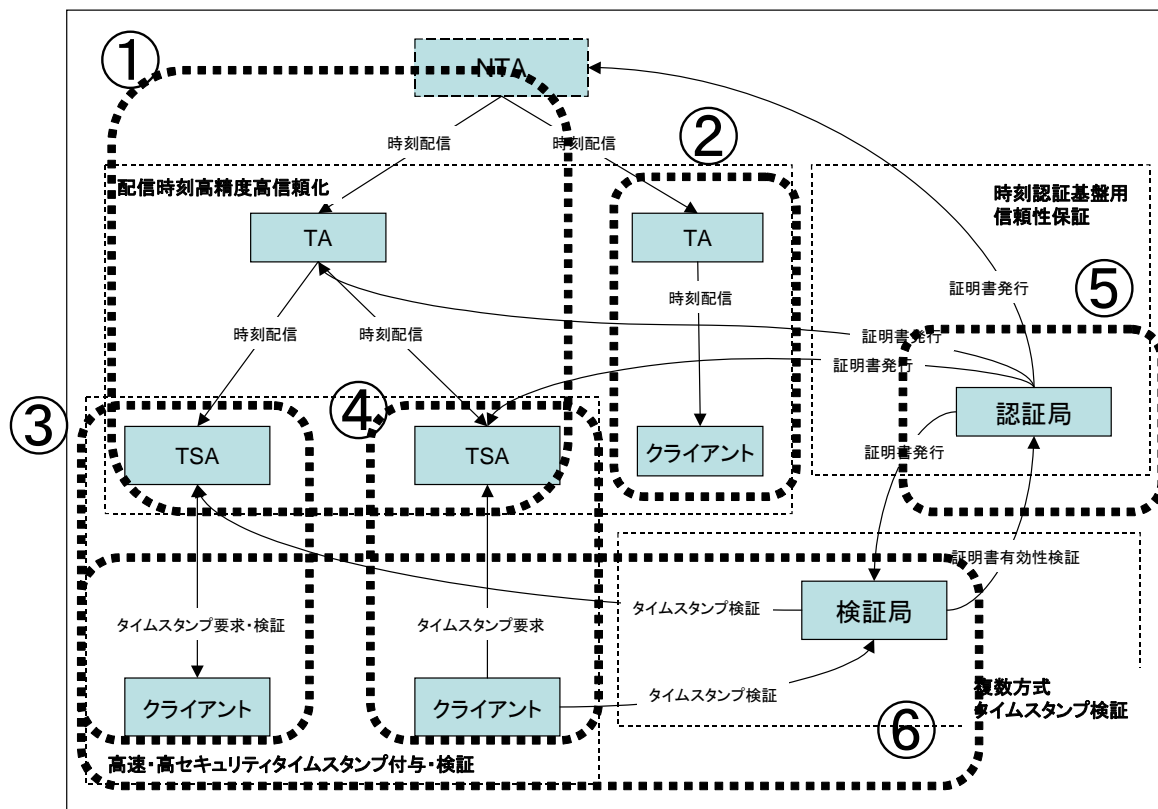 ①
NTA
時刻配信
時刻配信
②
配信時刻高精度高信頼化
時刻認証基盤用
信頼性保証
TA
TA
時刻配信
時刻配信
時刻配信
証明書発行
⑤
証明書発行
証明書発行
認証局
③
④
TSA
TSA
クライアント
証明書発行
証明書有効性検証
検証局
タイムスタンプ検証
タイムスタンプ要求・検証
タイムスタンプ要求
タイムスタンプ検証
クライアント
クライアント
複数方式
タイムスタンプ検証
⑥
高速・高セキュリティタイムスタンプ付与・検証